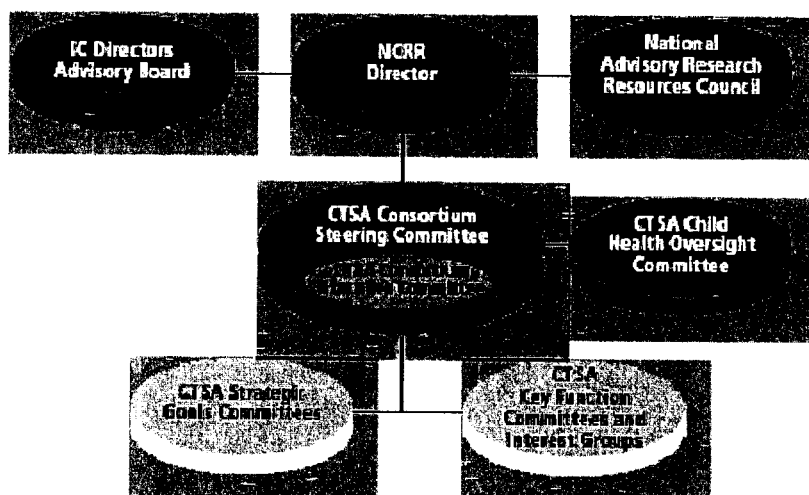 IC Directors
Advisory Board
NCRR
Director
National
Advisory Research
Resources Council
CTSA Consortium
Steering Committee
CTSA Child
Health Oversight
Committee
CTSA Strategic
Goals Committees
CTSA
Key Function
Committees and
Interest Groups